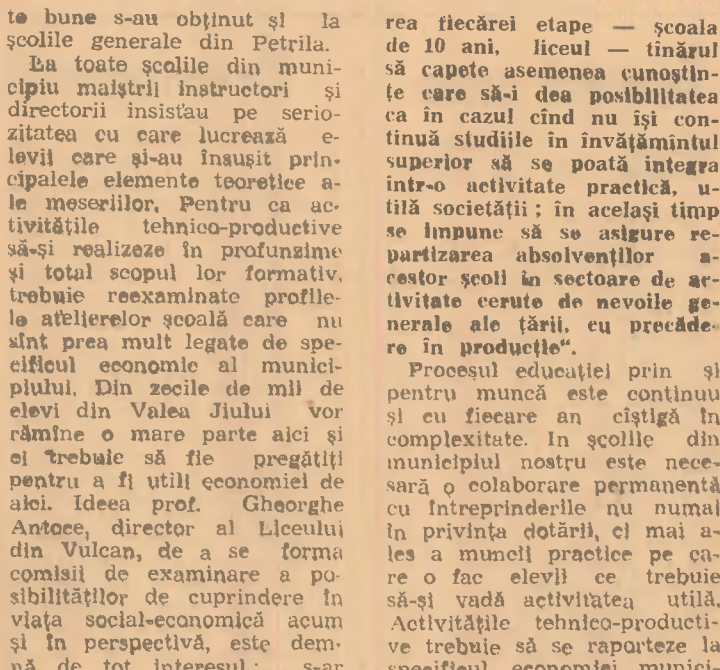 te bune s-au obținut și la
școlile generale din Petrila.
La toate școlile din muni-
cipiu maiștrii instructori și
directorii insistau pe serio-
zitatea cu care lucrează e-
levii care și-au însușit prin-
cipalele elemente teoretice a-
le meseriilor. Pentru ca ac-
tivitățile tehnico-productive
să-și realizeze în profunzime
și total scopul lor formativ,
trebuie reexaminate profile-
le atelierelor școală care nu
sînt prea mult legate de spe-
cificul economic al munici-
piului. Din zecile de mii de
elevi din Valea Jiului vor
rămîne o mare parte aici și
ei trebuie să fie pregătiți
pentru a fi utili economiei de
aici. Ideea prof. Gheorghe
Antoce, director al Liceului
din Vulcan, de a se forma
comisii de examinare a po-
sibilităților de cuprindere în
viața social-economică acum
și în perspectivă, este dem-
nă de tot interesul: s-ar
rea fiecărei etape — școala
de 10 ani, liceul — tînărul
să capete asemenea cunoștin-
țe care să-i dea posibilitatea
ca în cazul cînd nu își con-
tinuă studiile în învățămîntul
superior să se poată integra
într-o activitate practică, u-
tilă societății; în același timp
se impune să se asigure re-
partizarea absolvenților a-
cestor școli în sectoare de ac-
tivitate cerute de nevoile ge-
nerale ale țării, cu precăde-
re în producție“.
Procesul educației prin și
pentru muncă este continuu
și cu fiecare an cîștigă în
complexitate. In școlile din
municipiul nostru este nece-
sară o colaborare permanentă
cu întreprinderile nu numai
în privința dotării, ci mai a-
les a muncii practice pe ca-
re o fac elevii ce trebuie
să-și vadă activitatea utilă.
Activitățile tehnico-producti-
ve trebuie să se raporteze la
specificul economiei munici-